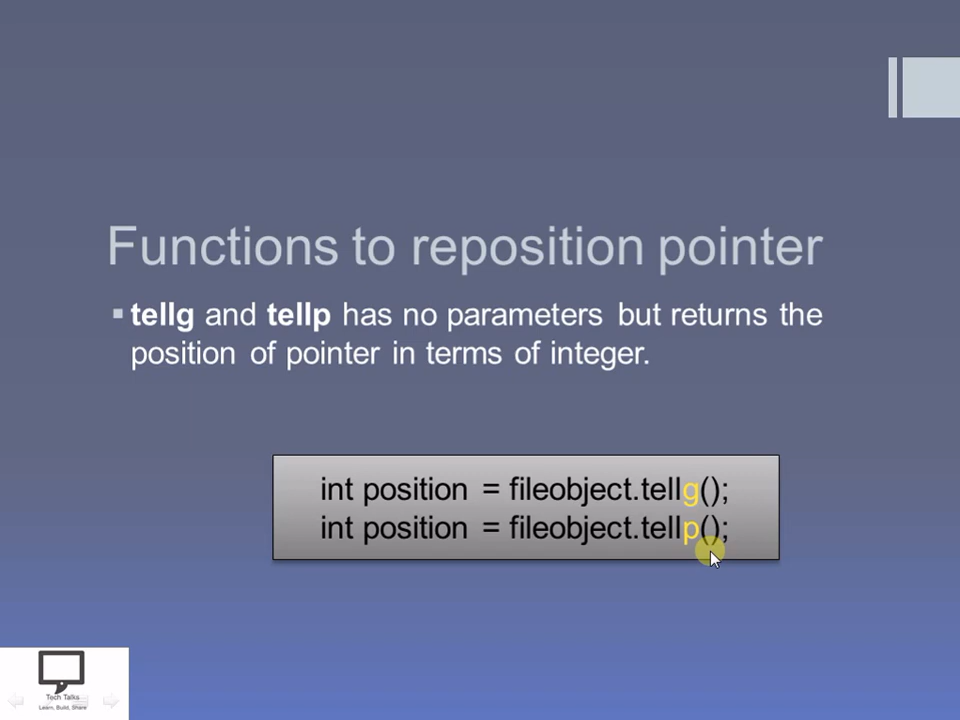 Functions to reposition pointer
tellg and tellp has no parameters but returns the
position of pointer in terms of integer.
int position = fileobject.tellg();
int position = fileobject.tellp();
Tech Talks
Learn, Build, Share